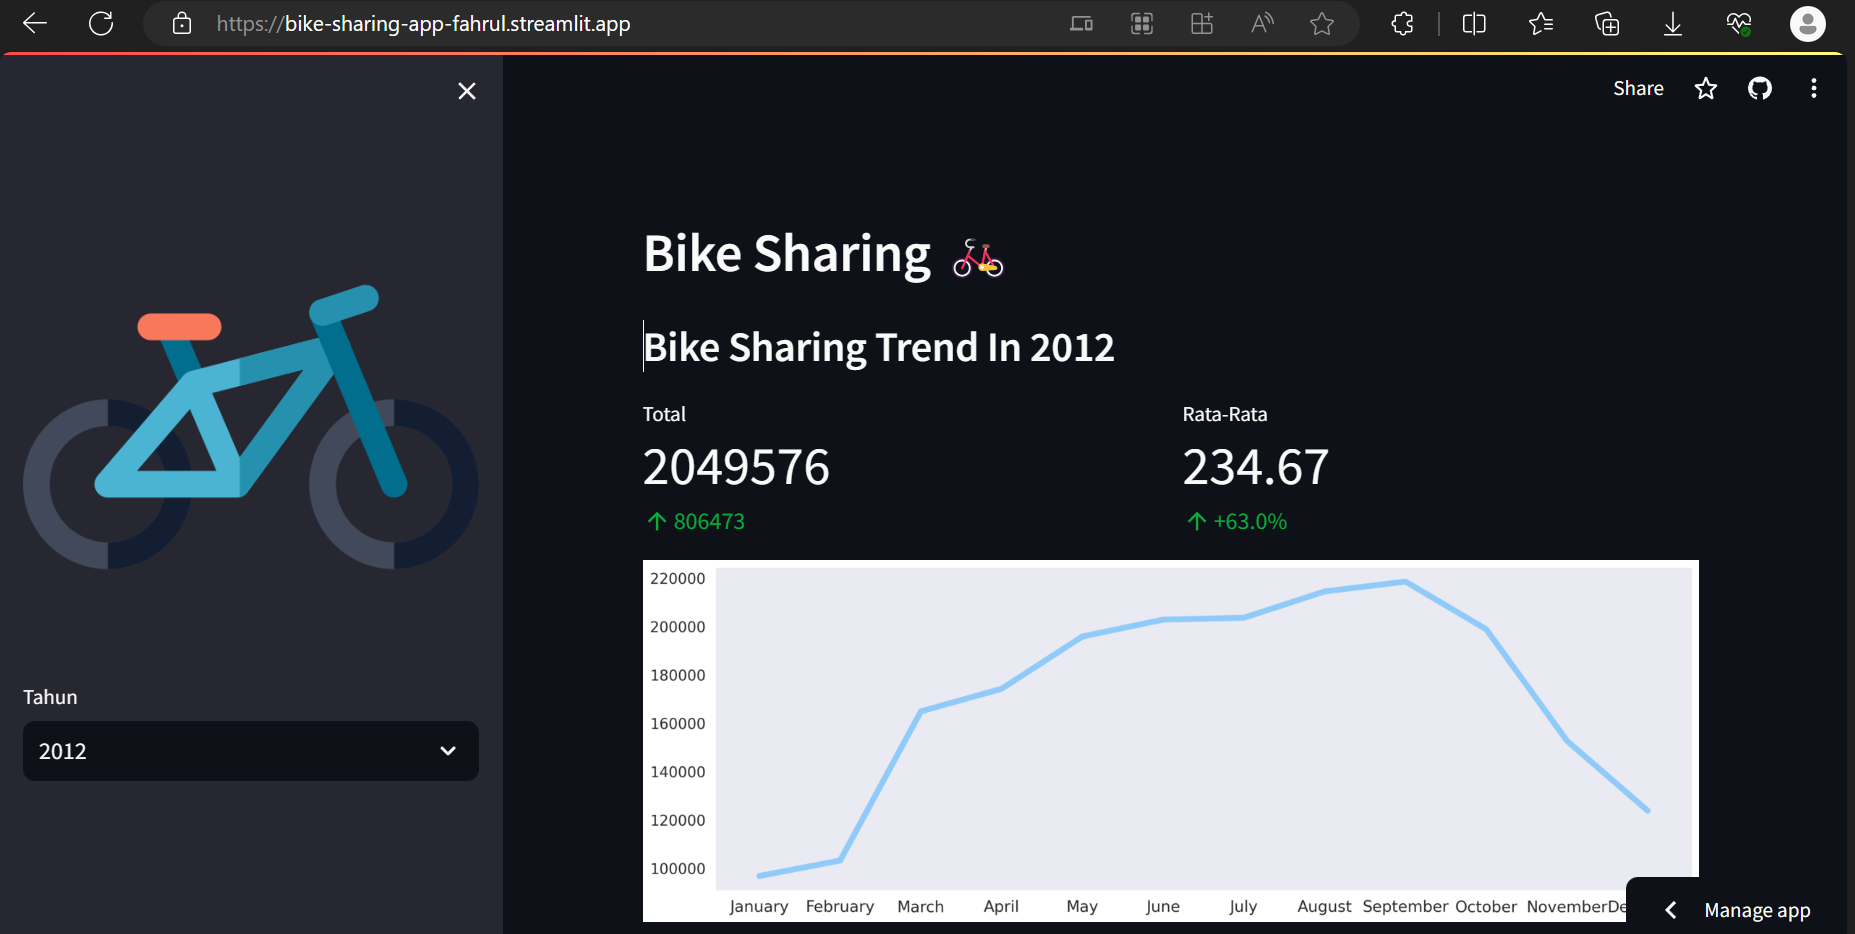 https://bike-sharing-app-fahrul.streamlit.app
Share
Bike Sharing
Bike Sharing Trend In 2012
Total
2049576
806473
Rata-Rata
234.67
+63.0%
Tahun
2012
220000
200000
180000
160000
140000
120000
100000
January February March April May June July August September October NovemberDe
Manage app